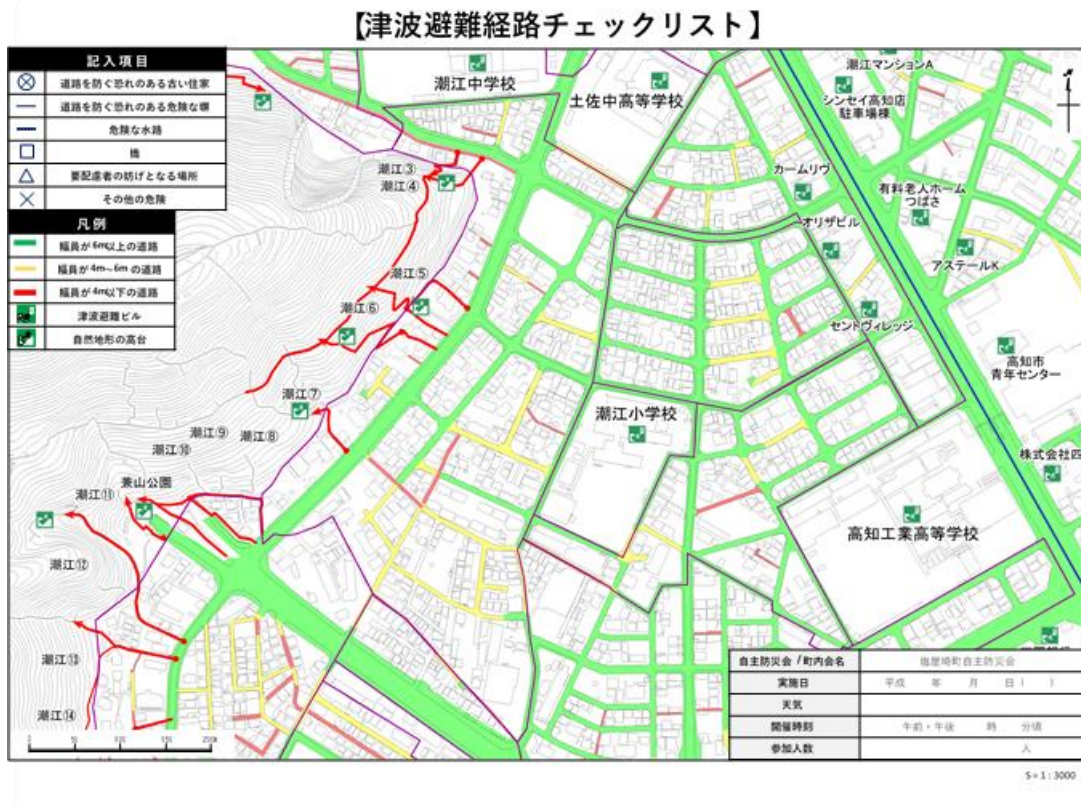 【津波避難経路チェックリスト】
記入項目
道路を防ぐ恐れのある古い住家
道路を防ぐ恐れのある危険な塀
危険な水路
橋
要配慮者の妨げとなる場所
その他の危険
凡例
幅員が6m以上の道路
幅員が4m～6mの道路
幅員が4m以下の道路
津波避難ビル
自然地形の高台
潮江中学校
土佐中高等学校
潮江マンションA
シンセイ高知店
駐車場棟
潮江③
潮江④
カームリヴ
有料老人ホーム
つばさ
オリザビル
アステールK
潮江⑤
潮江⑥
セントヴィレッジ
高知市
青年センター
潮江⑦
潮江小学校
潮江⑨
潮江⑧
潮江⑩
株式会社四
兼山公園
潮江⑪
高知工業高等学校
潮江⑫
潮江⑬
潮江⑭
自主防災会/町内会名
塩屋埼町自主防災会
実施日
平成 年 月 日( )
天気
開催時刻
午前・午後 時 分頃
参加人数
人
0 50 100 150 200
S=1:3000